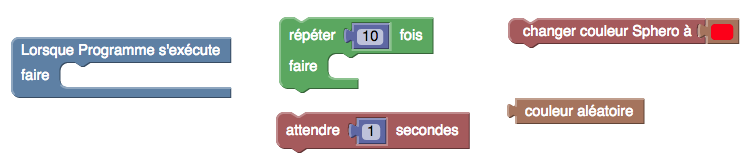 Lorsque Programme s'exécute
faire
répéter 10 fois
faire
attendre 1 secondes
changer couleur Sphero à
couleur aléatoire